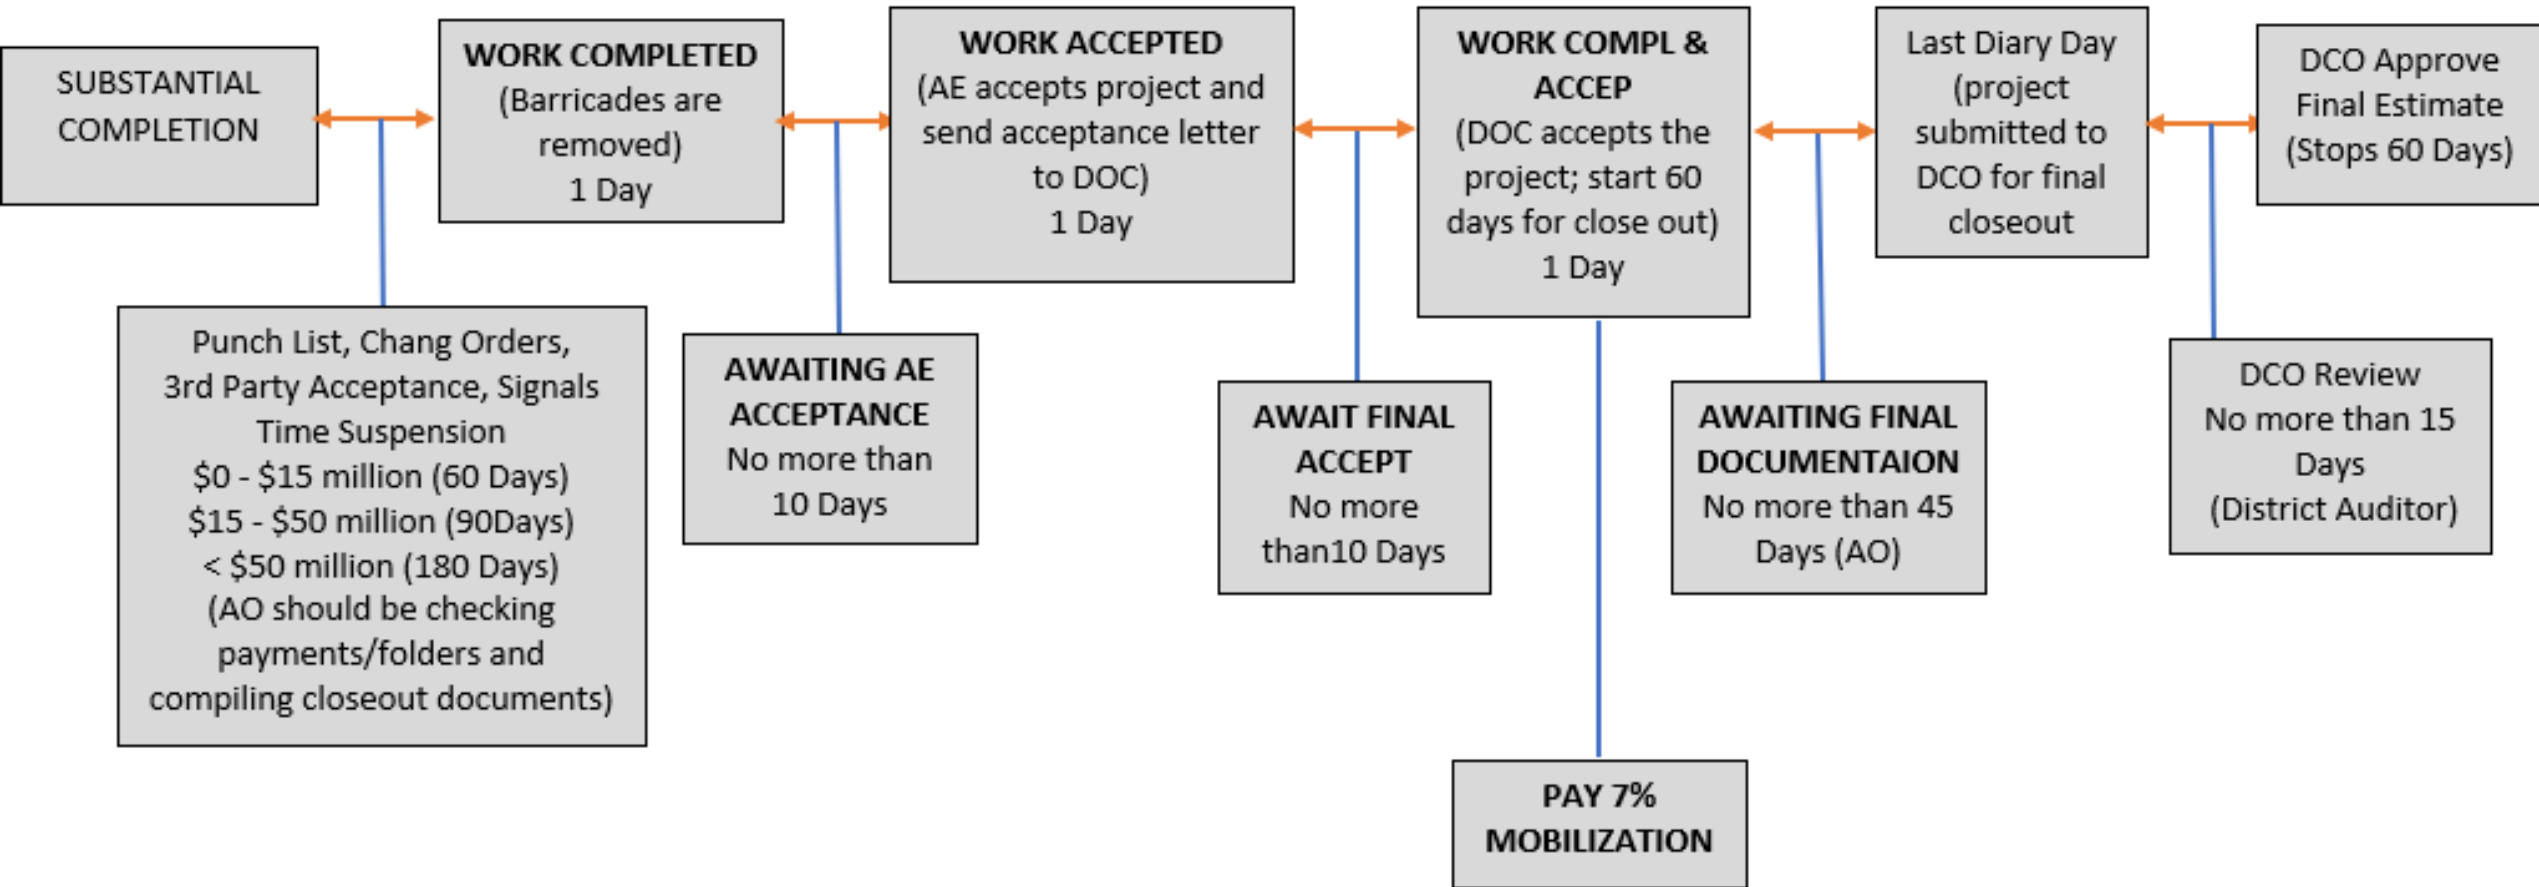 SUBSTANTIAL
COMPLETION
WORK COMPLETED
(Barricades are
removed)
1 Day
WORK ACCEPTED
(AE accepts project and
send acceptance letter
to DOC)
1 Day
WORK COMPL &
ACCEP
(DOC accepts the
project; start 60
days for close out)
1 Day
Last Diary Day
(project
submitted to
DCO for final
closeout
DCO Approve
Final Estimate
(Stops 60 Days)
Punch List, Chang Orders,
3rd Party Acceptance, Signals
Time Suspension
$0 - $15 million (60 Days)
$15 - $50 million (90Days)
< $50 million (180 Days)
(AO should be checking
payments/folders and
compiling closeout documents)
AWAITING AE
ACCEPTANCE
No more than
10 Days
AWAIT FINAL
ACCEPT
No more
than10 Days
AWAITING FINAL
DOCUMENTAION
No more than 45
Days (AO)
DCO Review
No more than 15
Days
(District Auditor)
PAY 7%
MOBILIZATION